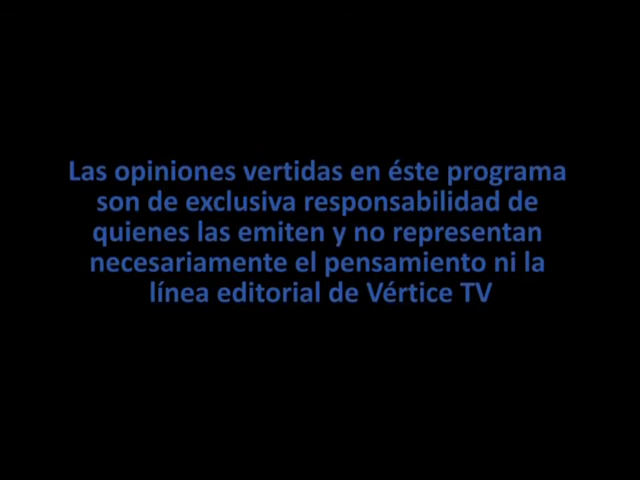 Las opiniones vertidas en éste programa
son de exclusiva responsabilidad de
quienes las emiten y no representan
necesariamente el pensamiento ni la
línea editorial de Vértice TV